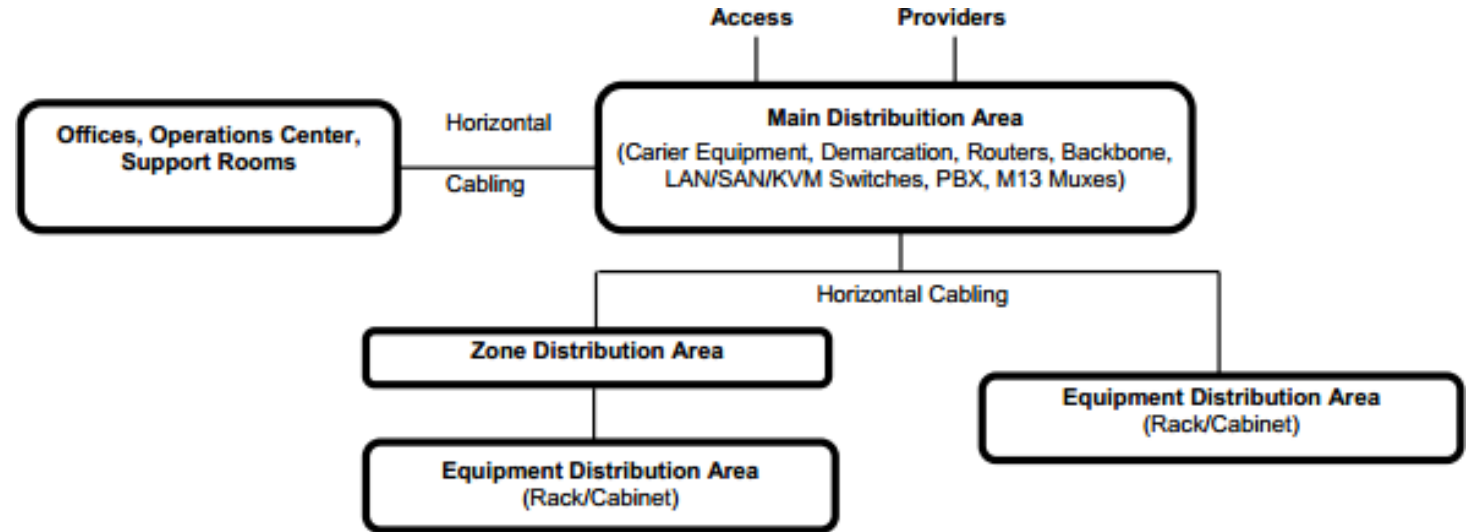 Access Providers
Main Distribuition Area
(Carier Equipment, Demarcation, Routers, Backbone,
LAN/SAN/KVM Switches, PBX, M13 Muxes)
Offices, Operations Center,
Support Rooms
Horizontal
Cabling
Horizontal Cabling
Zone Distribution Area
Equipment Distribution Area
(Rack/Cabinet)
Equipment Distribution Area
(Rack/Cabinet)